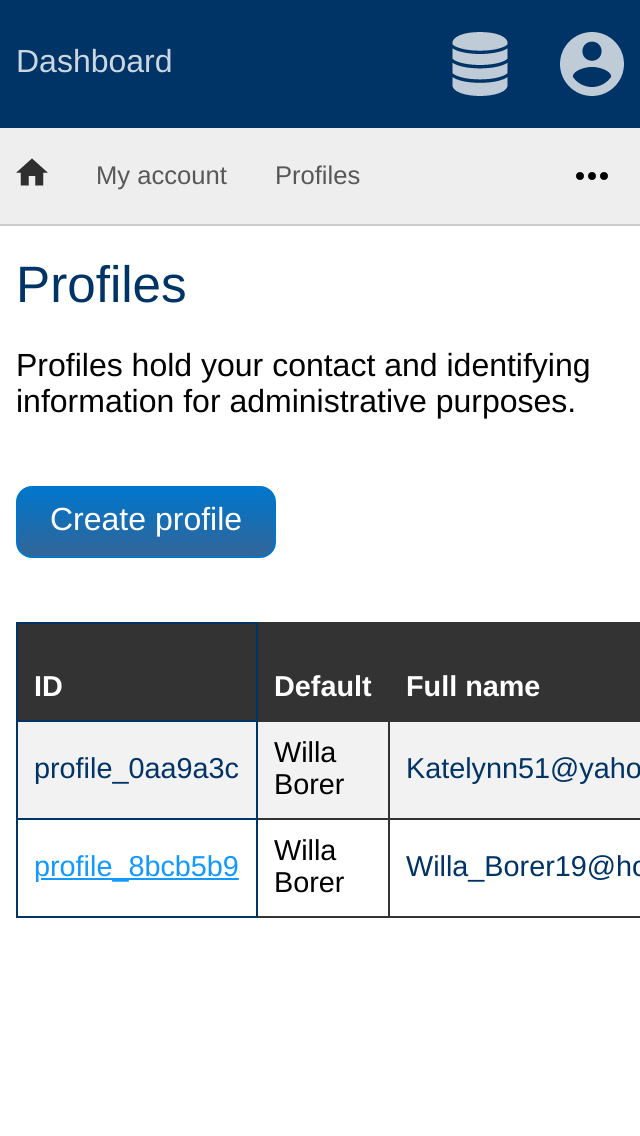 Dashboard
My account Profiles
Profiles
Profiles hold your contact and identifying
information for administrative purposes.
Create profile
ID Default Full name
profile_0aa9a3c Willa Borer Katelynn51@yaho
profile_8bcb5b9 Willa Borer Willa_Borer19@ho